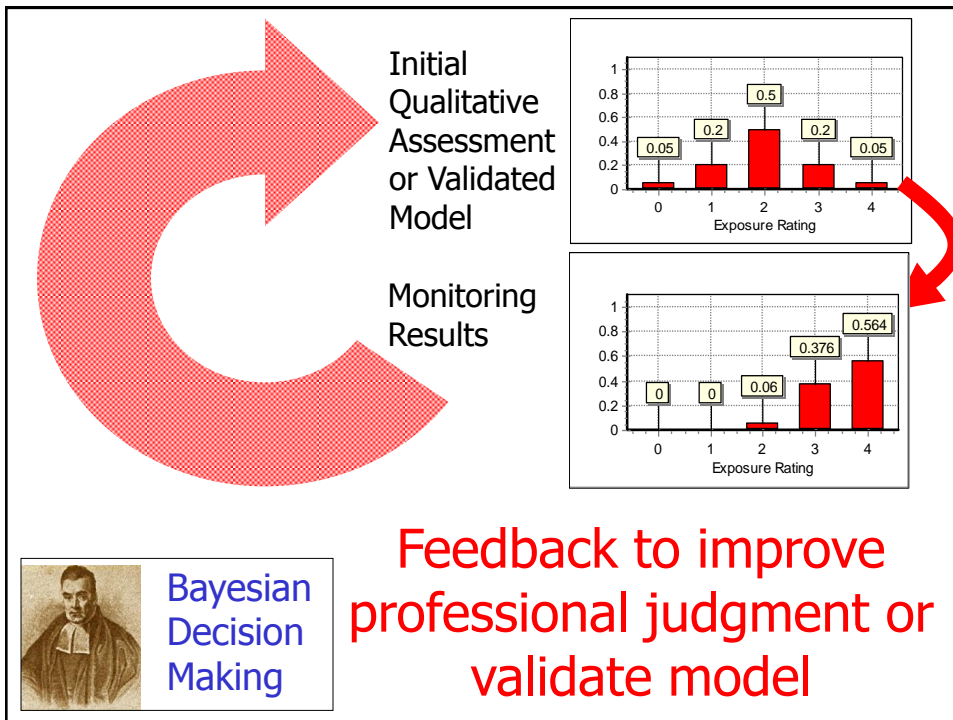 Initial
Qualitative
Assessment
or Validated
Model
1
0.8
0.6
0.4
0.2
0
0.05
0.2
0.5
0.2
0.05
0 1 2 3 4
Exposure Rating
Monitoring
Results
1
0.8
0.6
0.4
0.2
0
0
0
0.06
0.376
0.564
0 1 2 3 4
Exposure Rating
Bayesian
Decision
Making
Feedback to improve
professional judgment or
validate model